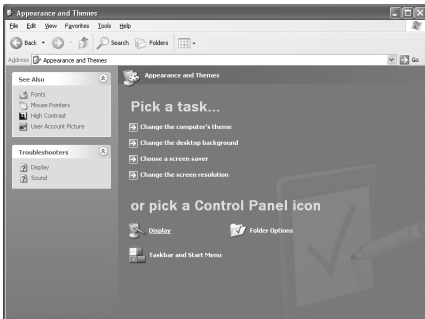 Appearance and Themes
File Edit View Favorites Tools Help
Back Search Folders
Address Appearance and Themes Go
See Also
Fonts
Mouse Pointers
High Contrast
User Account Picture
Troubleshooters
Display
Sound
Appearance and Themes
Pick a task...
Change the computer's theme
Change the desktop background
Choose a screen saver
Change the screen resolution
or pick a Control Panel icon
Display Folder Options
Taskbar and Start Menu